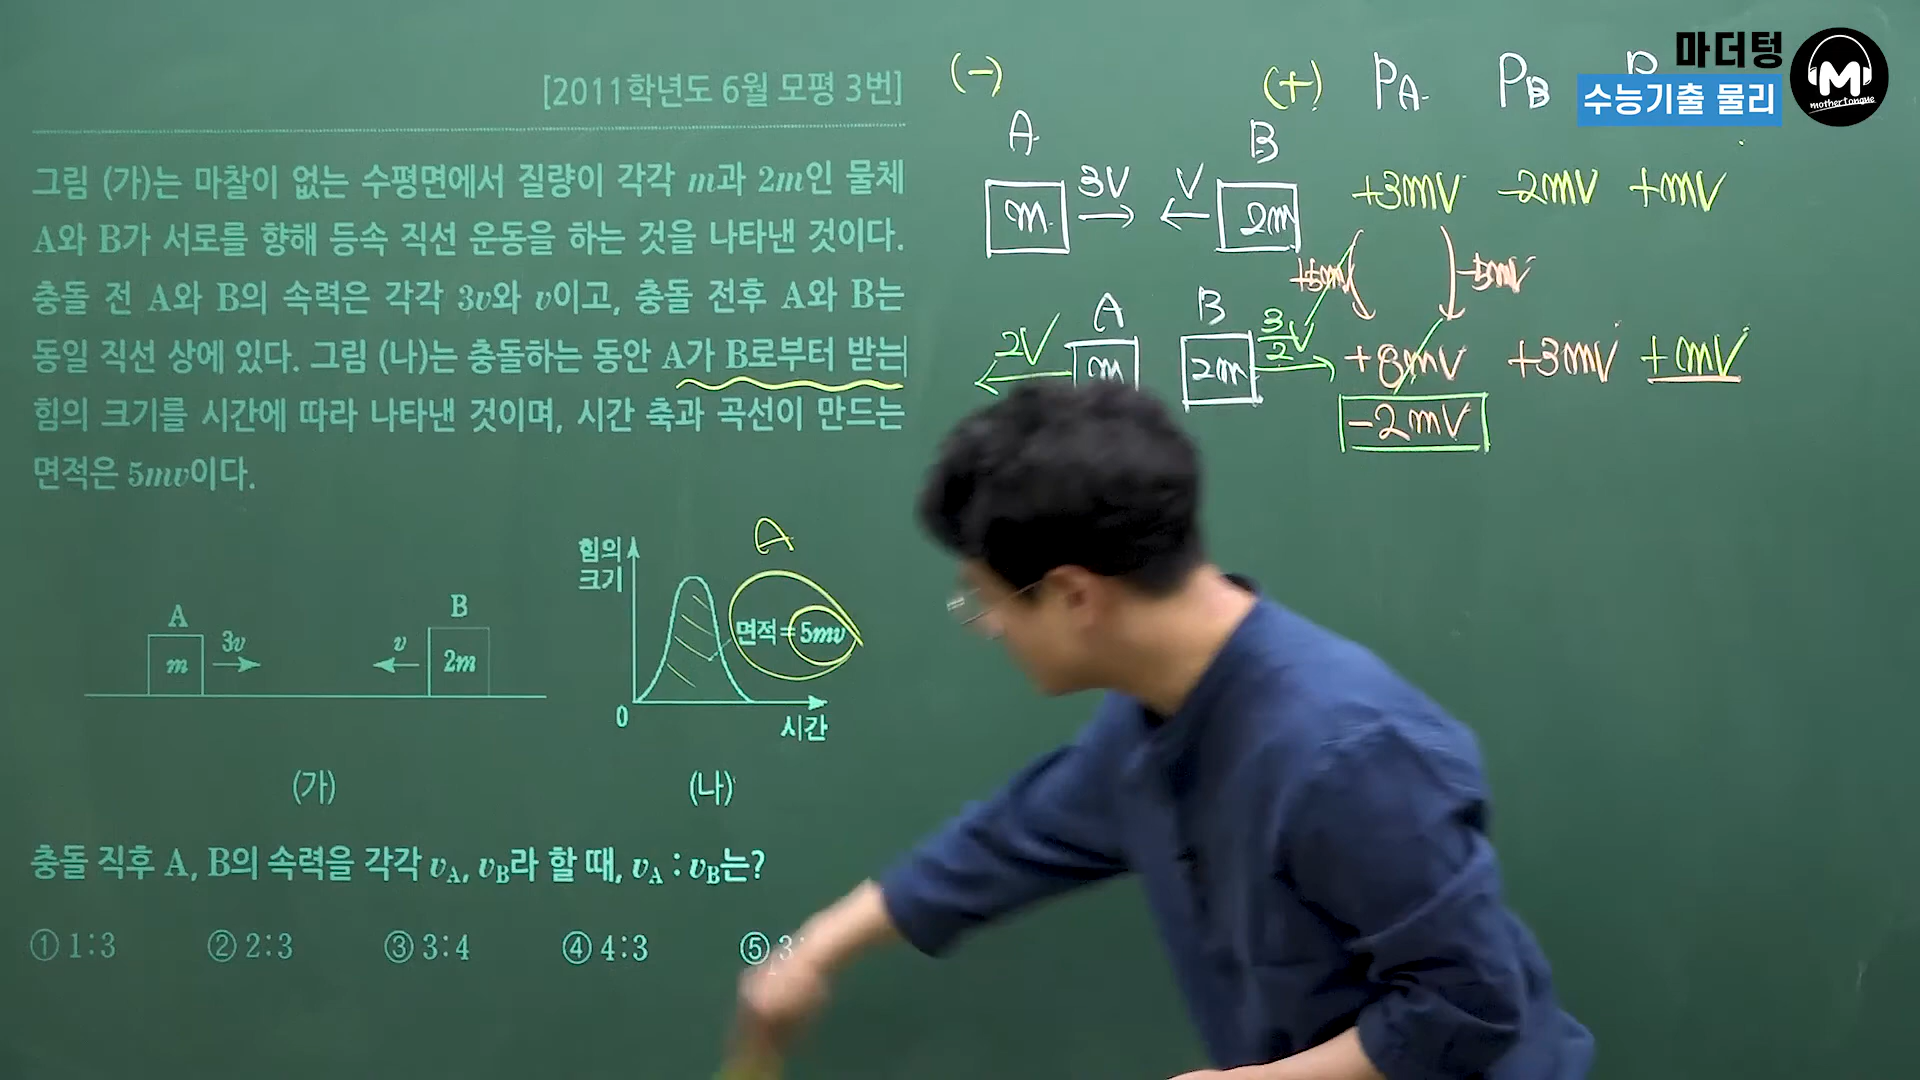 [2011학년도 6월 모평 3번]
그림 (가)는 마찰이 없는 수평면에서 질량이 각각 m과 2m인 물체
A와 B가 서로를 향해 등속 직선 운동을 하는 것을 나타낸 것이다.
충돌 전 A와 B의 속력은 각각 3v와 v이고, 충돌 전후 A와 B는
동일 직선 상에 있다. 그림 (나)는 충돌하는 동안 A가 B로부터 받는
힘의 크기를 시간에 따라 나타낸 것이며, 시간 축과 곡선이 만드는
면적은 5mv이다.
A
3v
m
v
B
2m
(가)
A
힘의
크기
면적=5mv
0
시간
(나)
충돌 직후 A, B의 속력을 각각 vA, vB라 할 때, vA : vB는?
① 1:3 ② 2:3 ③ 3:4 ④ 4:3 ⑤ 3
(-) (+) PA PB
A B
m 3V V 2m +3mV -2mV +mV
+5mV -5mV
A B
2V m 2m 3/2 V +8mV +3mV +mV
-2mV
마더텅
수능기출 물리
M
mothertongue